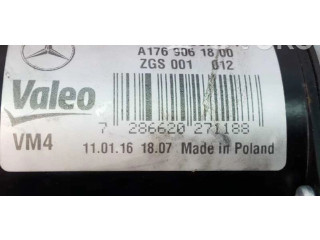 A176 906 18 00
ZGS 001 012
Valeo
7 286620 271188
VM4
11.01.16 18.07 Made in Poland